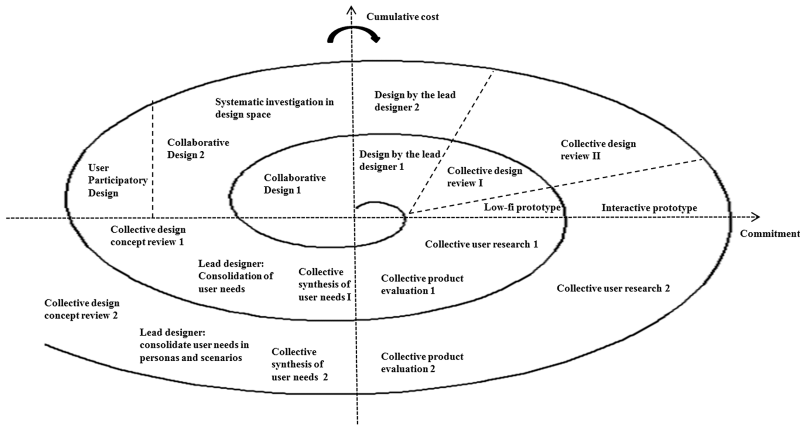 Cumulative cost
Systematic investigation in
design space
Design by the lead
designer 2
Collaborative
Design 2
Collective design
review II
User
Participatory
Design
Collaborative
Design 1
Design by the lead
designer 1
Collective design
review I
Low-fi prototype
Interactive prototype
Commitment
Collective design
concept review 1
Collective user research 1
Lead designer:
Consolidation of
user needs
Collective
synthesis of
user needs I
Collective product
evaluation 1
Collective user research 2
Collective design
concept review 2
Lead designer:
consolidate user needs in
personas and scenarios
Collective
synthesis of
user needs 2
Collective product
evaluation 2